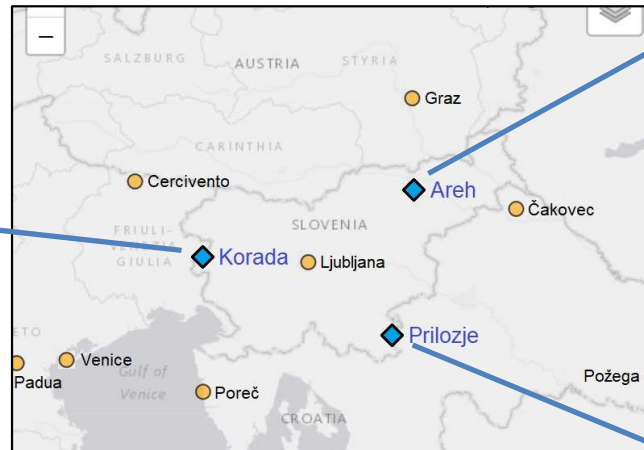 −
SALZBURG
AUSTRIA
STYRIA
Graz
CARINTHIA
Cercivento
Areh
FRIULI-
VENEZIA
GIULIA
SLOVENIA
Čakovec
Korada
Ljubljana
Prilozje
ETO
Venice
Padua
Gulf of
Venice
Poreč
Požega
CROATIA